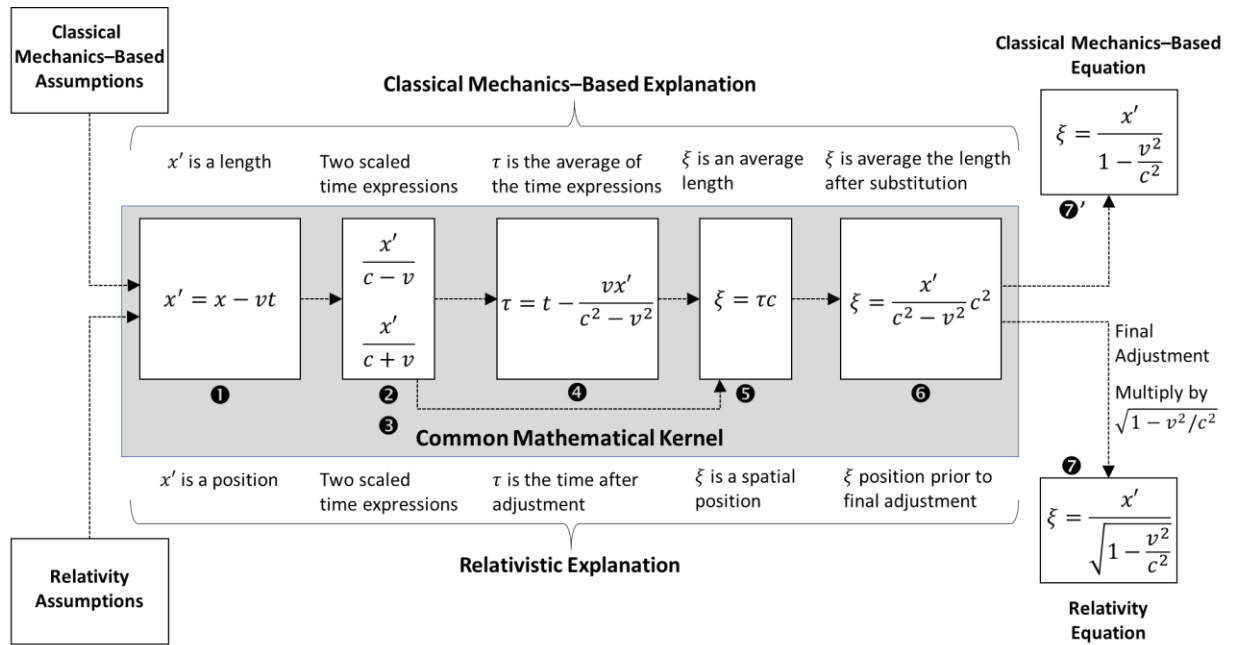 Classical
Mechanics–Based
Assumptions
Classical Mechanics–Based Explanation
Classical Mechanics–Based
Equation
x′ is a length
Two scaled
time expressions
τ is the average of
the time expressions
ξ is an average
length
ξ is average the length
after substitution
x′ = x − vt
x′
c − v
x′
c + v
τ = t − vx′ / (c² − v²)
ξ = τc
ξ = x′ / (c² − v²) c²
ξ = x′ / (1 − v²/c²)
❼′
❶
❷
❸
❹
❺
❻
Common Mathematical Kernel
Final
Adjustment
Multiply by
√(1 − v²/c²)
x′ is a position
Two scaled
time expressions
τ is the time after
adjustment
ξ is a spatial
position
ξ position prior to
final adjustment
Relativistic Explanation
❼
ξ = x′ / √(1 − v²/c²)
Relativity
Equation
Relativity
Assumptions